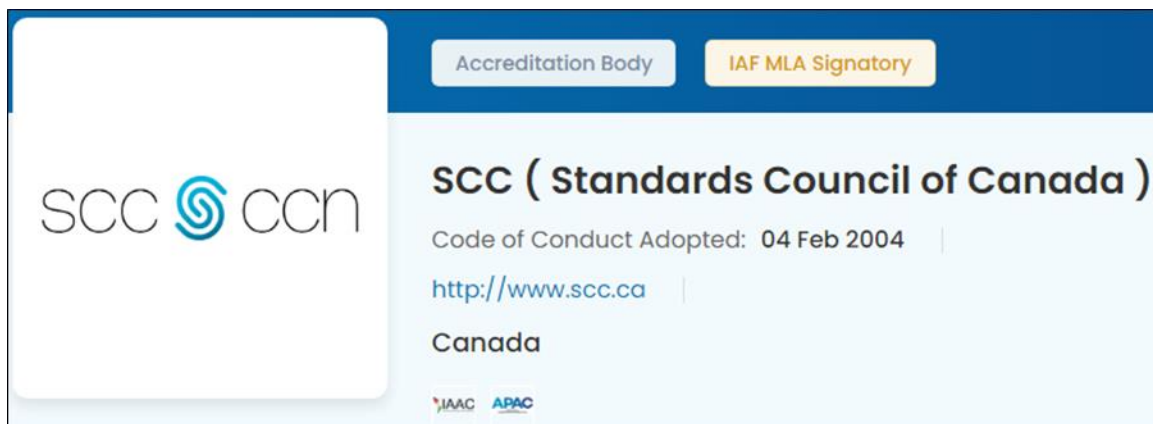 Accreditation Body IAF MLA Signatory
scc ccn
SCC ( Standards Council of Canada )
Code of Conduct Adopted: 04 Feb 2004
http://www.scc.ca
Canada
IAAC APAC